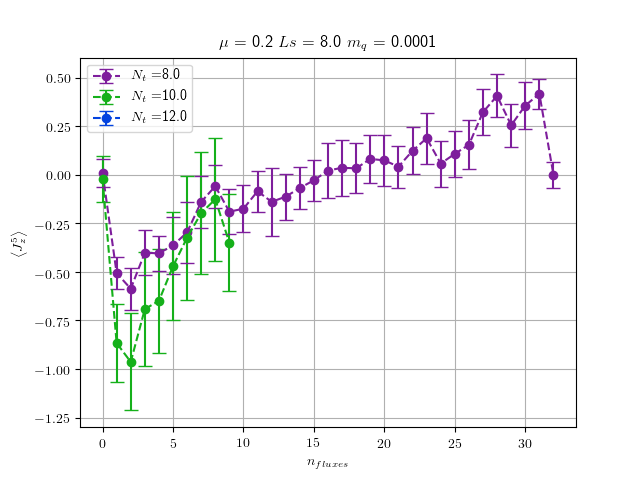 μ = 0.2 Ls = 8.0 m_q = 0.0001
N_t =8.0
N_t =10.0
N_t =12.0
0.50
0.25
0.00
−0.25
−0.50
−0.75
−1.00
−1.25
⟨J_z^5⟩
0 5 10 15 20 25 30
n_{fluxes}